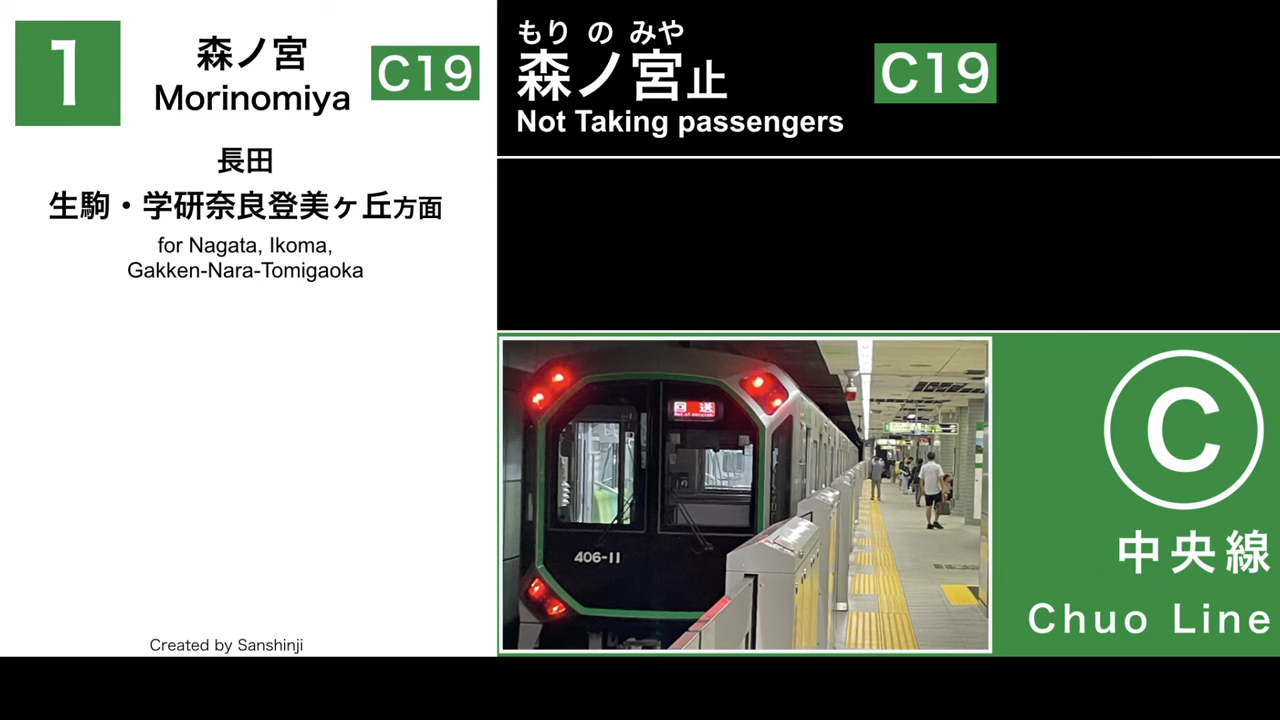 1
森ノ宮
Morinomiya
C19
長田
生駒・学研奈良登美ヶ丘方面
for Nagata, Ikoma,
Gakken-Nara-Tomigaoka
Created by Sanshinji
もり の みや
森ノ宮止
Not Taking passengers
C19
回送
406-11
C
中央線
Chuo Line